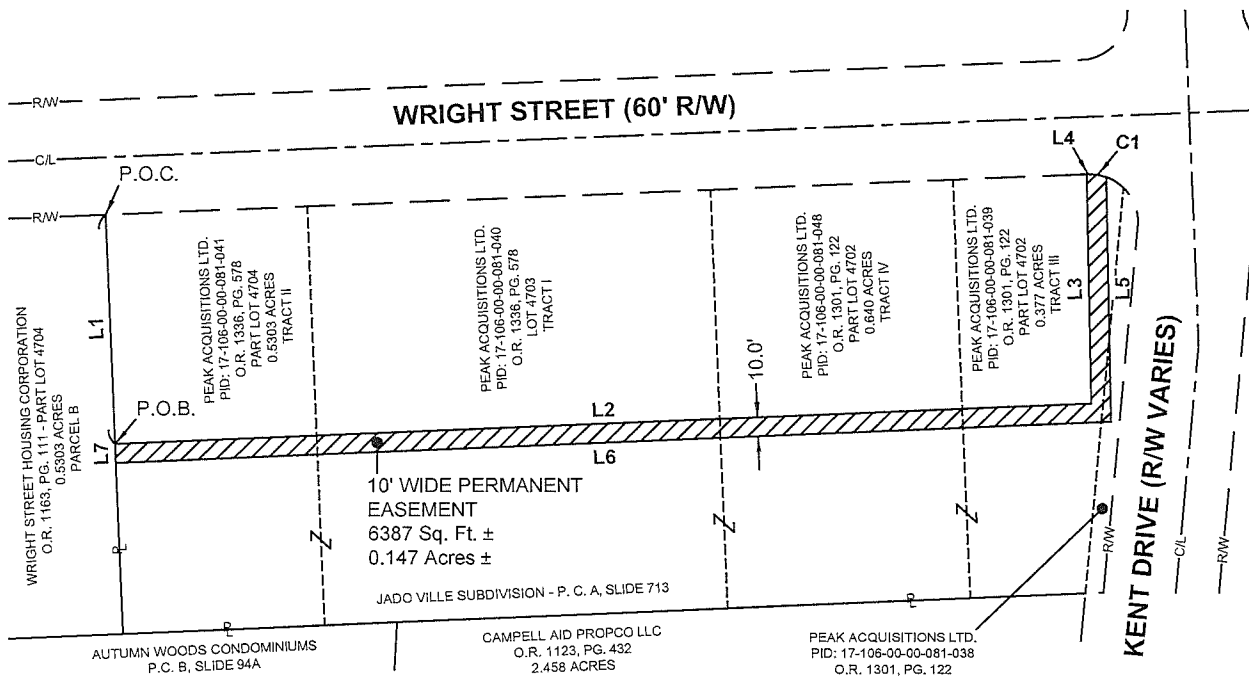 WRIGHT STREET (60' R/W)
R/W
C/L
R/W
P.O.C.
L4
C1
L1
P.O.B.
L7
L2
L6
L3
L5
10.0'
WRIGHT STREET HOUSING CORPORATION
O.R. 1163, PG. 111 - PART LOT 4704
0.5303 ACRES
PARCEL B
PEAK ACQUISITIONS LTD.
PID: 17-106-00-00-081-041
O.R. 1336, PG. 578
PART LOT 4704
0.5303 ACRES
TRACT II
PEAK ACQUISITIONS LTD.
PID: 17-106-00-00-081-040
O.R. 1336, PG. 578
LOT 4703
TRACT I
PEAK ACQUISITIONS LTD.
PID: 17-106-00-00-081-048
O.R. 1301, PG. 122
PART LOT 4702
0.640 ACRES
TRACT IV
PEAK ACQUISITIONS LTD.
PID: 17-106-00-00-081-039
O.R. 1301, PG. 122
PART LOT 4702
0.377 ACRES
TRACT III
10' WIDE PERMANENT
EASEMENT
6387 Sq. Ft. ±
0.147 Acres ±
JADO VILLE SUBDIVISION - P. C. A, SLIDE 713
Z
Z
Z
PL
PL
PL
KENT DRIVE (R/W VARIES)
R/W
C/L
R/W
AUTUMN WOODS CONDOMINIUMS
P.C. B, SLIDE 94A
CAMPELL AID PROPCO LLC
O.R. 1123, PG. 432
2.458 ACRES
PEAK ACQUISITIONS LTD.
PID: 17-106-00-00-081-038
O.R. 1301, PG. 122